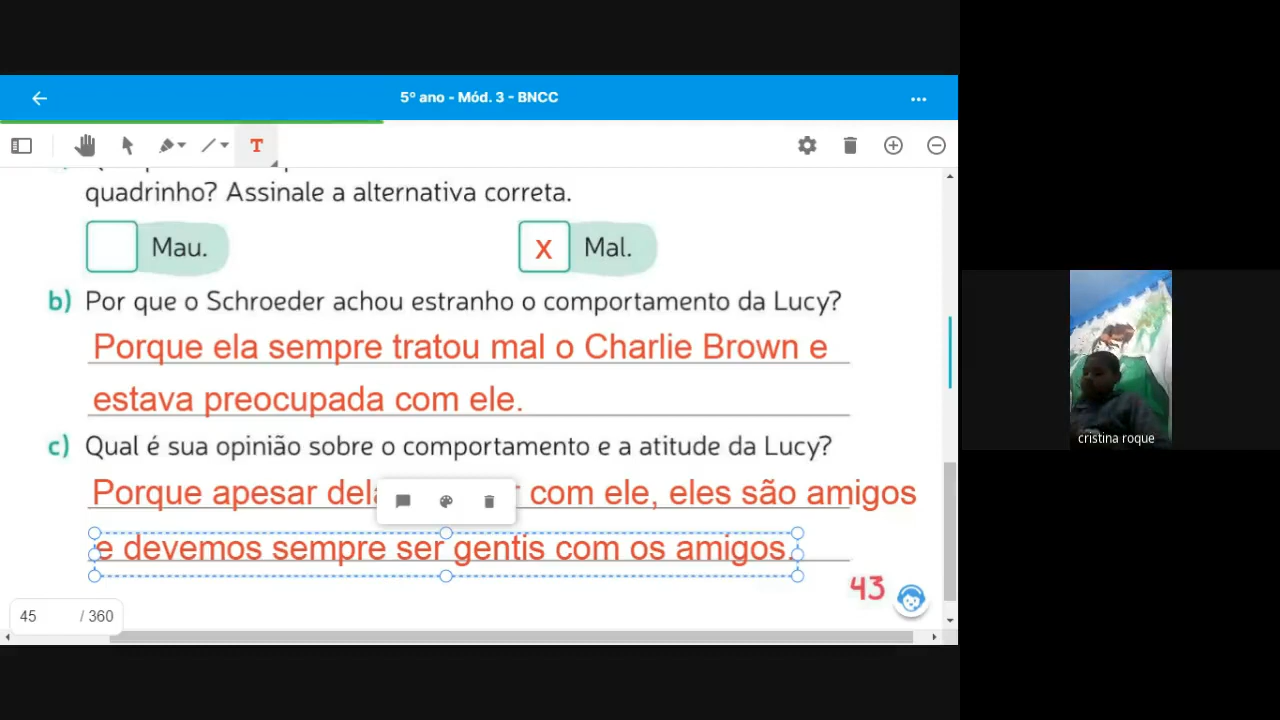 5º ano - Mód. 3 - BNCC
T
quadrinho? Assinale a alternativa correta.
Mau.
x Mal.
b) Por que o Schroeder achou estranho o comportamento da Lucy?
Porque ela sempre tratou mal o Charlie Brown e
estava preocupada com ele.
c) Qual é sua opinião sobre o comportamento e a atitude da Lucy?
Porque apesar com ele, eles são amigos
e devemos sempre ser gentis com os amigos.
43
45 / 360
cristina roque